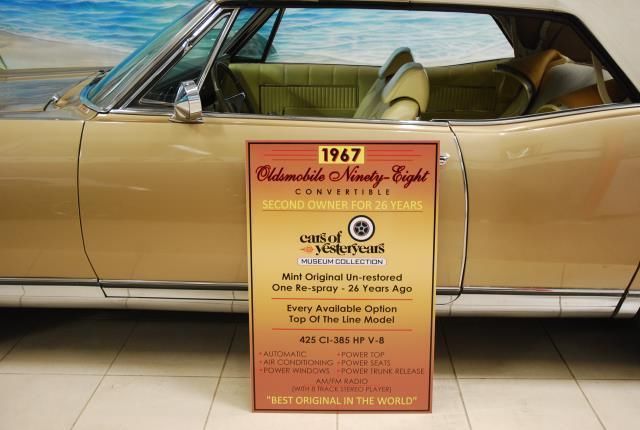 1967
Oldsmobile Ninety-Eight
CONVERTIBLE
SECOND OWNER FOR 26 YEARS
cars of
yesteryears
MUSEUM COLLECTION
Mint Original Un-restored
One Re-spray - 26 Years Ago
Every Available Option
Top Of The Line Model
425 CI-385 HP V-8
• AUTOMATIC • POWER TOP
• AIR CONDITIONING • POWER SEATS
• POWER WINDOWS • POWER TRUNK RELEASE
AM/FM RADIO
(WITH 8 TRACK STEREO PLAYER)
"BEST ORIGINAL IN THE WORLD"